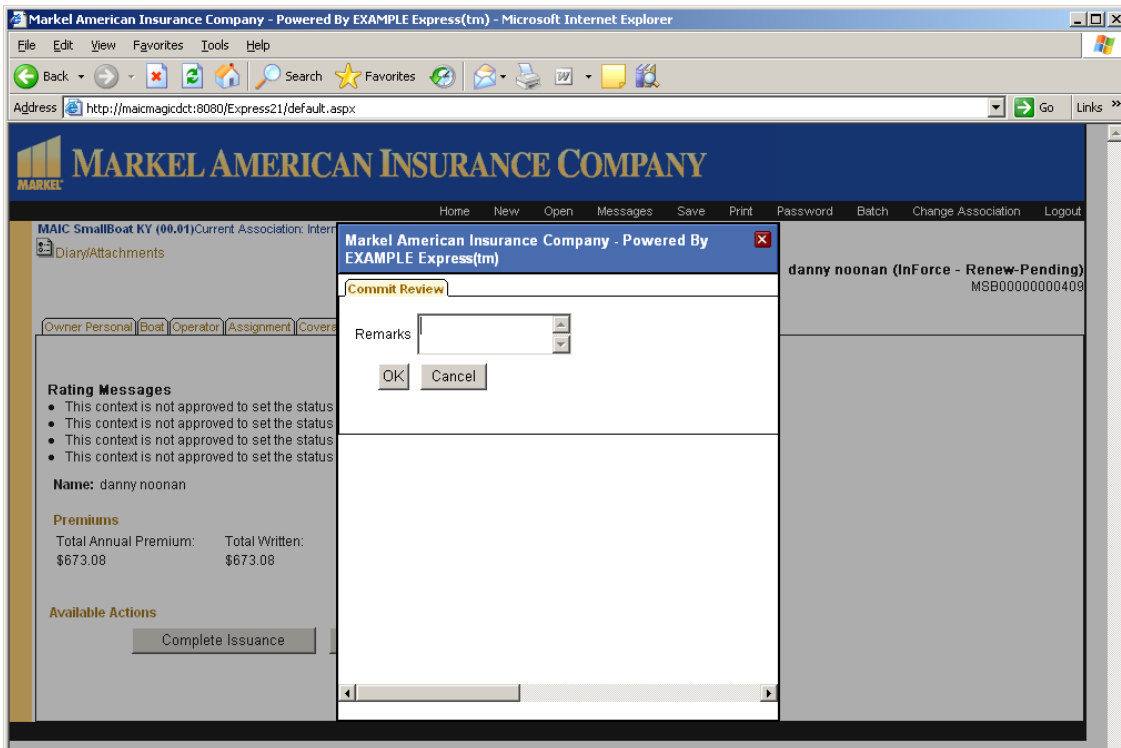 Markel American Insurance Company - Powered By EXAMPLE Express(tm) - Microsoft Internet Explorer
File Edit View Favorites Tools Help
Back Search Favorites
Address http://maicmagicdct:8080/Express21/default.aspx Go Links »
MARKEL AMERICAN INSURANCE COMPANY
MARKEL
Home New Open Messages Save Print Password Batch Change Association Logout
MAIC SmallBoat KY (00.01)Current Association: Intern
Diary/Attachments
Markel American Insurance Company - Powered By
EXAMPLE Express(tm)
danny noonan (InForce - Renew-Pending)
MSB00000000409
Commit Review
Owner Personal Boat Operator Assignment Covera
Remarks
OK Cancel
Rating Messages
This context is not approved to set the status
This context is not approved to set the status
This context is not approved to set the status
This context is not approved to set the status
Name: danny noonan
Premiums
Total Annual Premium: Total Written:
$673.08 $673.08
Available Actions
Complete Issuance